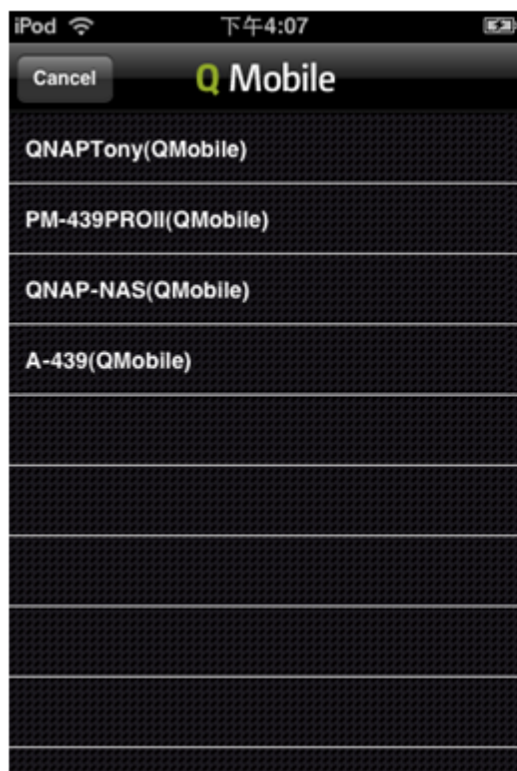 iPod 下午4:07
Cancel Q Mobile
QNAPTony(QMobile)
PM-439PROII(QMobile)
QNAP-NAS(QMobile)
A-439(QMobile)